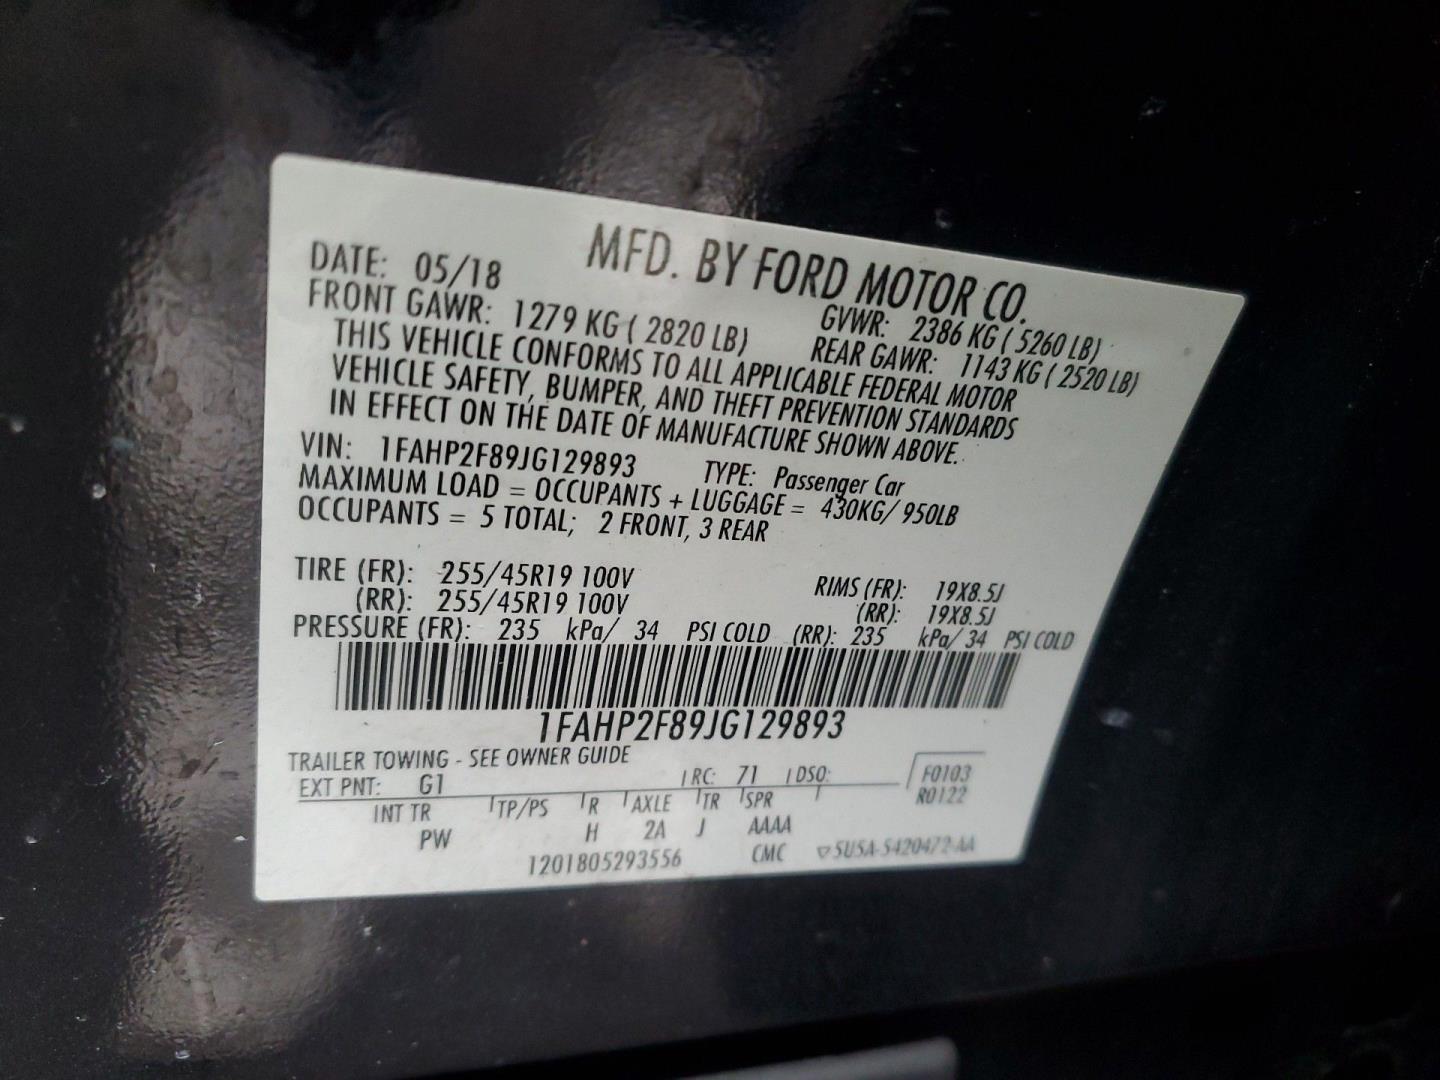 MFD. BY FORD MOTOR CO.
DATE: 05/18 GVWR: 2386 KG ( 5260 LB)
FRONT GAWR: 1279 KG ( 2820 LB) REAR GAWR: 1143 KG ( 2520 LB)
THIS VEHICLE CONFORMS TO ALL APPLICABLE FEDERAL MOTOR
VEHICLE SAFETY, BUMPER, AND THEFT PREVENTION STANDARDS
IN EFFECT ON THE DATE OF MANUFACTURE SHOWN ABOVE.
VIN: 1FAHP2F89JG129893 TYPE: Passenger Car
MAXIMUM LOAD = OCCUPANTS + LUGGAGE = 430KG/ 950LB
OCCUPANTS = 5 TOTAL; 2 FRONT, 3 REAR
TIRE (FR): 255/45R19 100V RIMS (FR): 19X8.5J
(RR): 255/45R19 100V (RR): 19X8.5J
PRESSURE (FR): 235 kPa/ 34 PSI COLD (RR): 235 kPa/ 34 PSI COLD
1FAHP2F89JG129893
TRAILER TOWING - SEE OWNER GUIDE
EXT PNT: G1 RC: 71 DSO: F0103
R0122
INT TR TP/PS R AXLE TR SPR
PW H 2A J AAAA
1201805293556 CMC ▽5U5A-5420472-AA